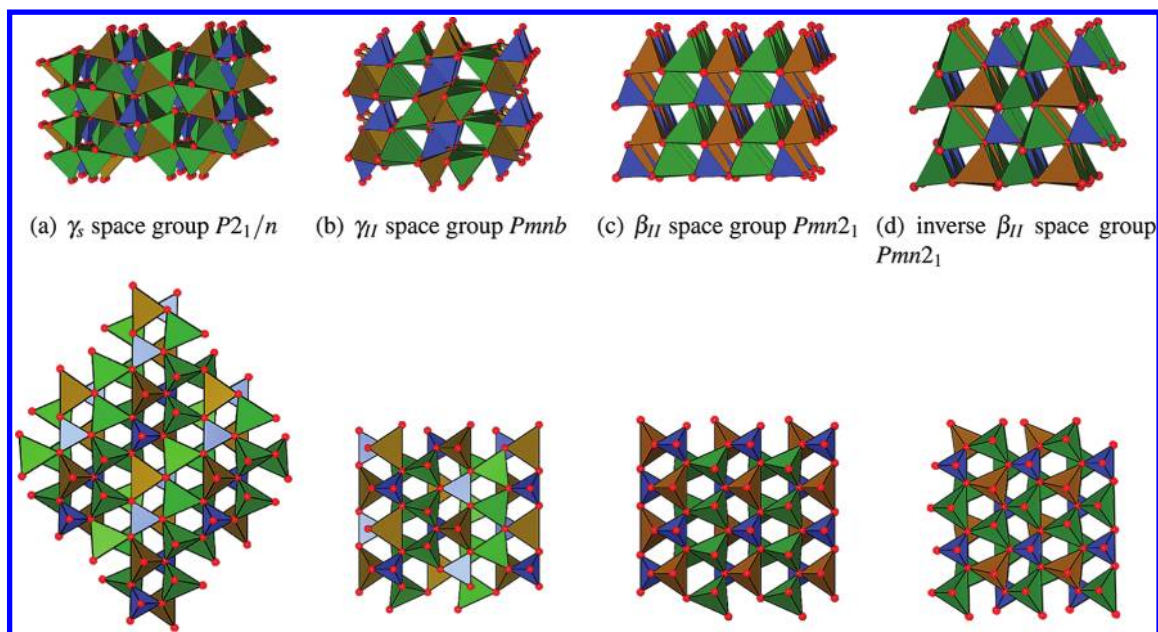 (a) γs space group P21/n
(b) γII space group Pmnb
(c) βII space group Pmn21
(d) inverse βII space group
Pmn21